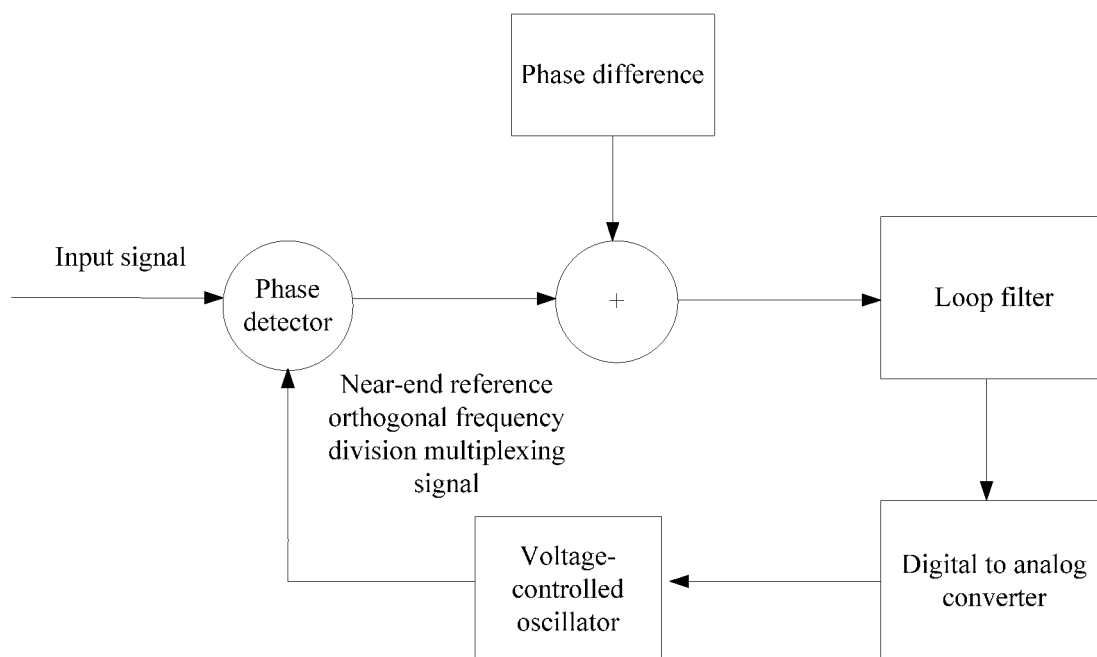 Phase difference
Input signal
Phase
detector
+
Loop filter
Near-end reference
orthogonal frequency
division multiplexing
signal
Voltage-
controlled
oscillator
Digital to analog
converter